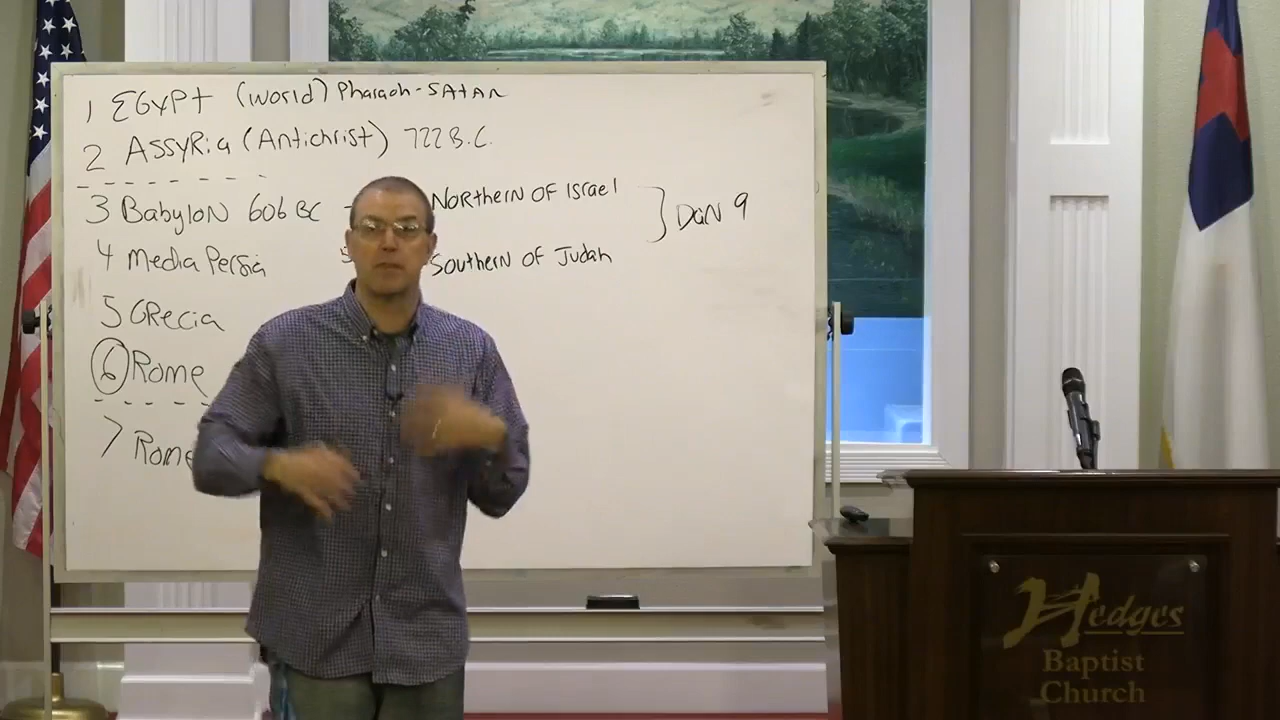 1 EGYPt (world) Pharaoh-SATAN
2 ASSYRia (Antichrist) 722 B.C.
3 BabyloN 606 BC
NORthern OF Israel
DaN 9
4 Media Persia
Southern of Judah
5 GRecia
6 Rome
7 Rome
Hedges
Baptist
Church